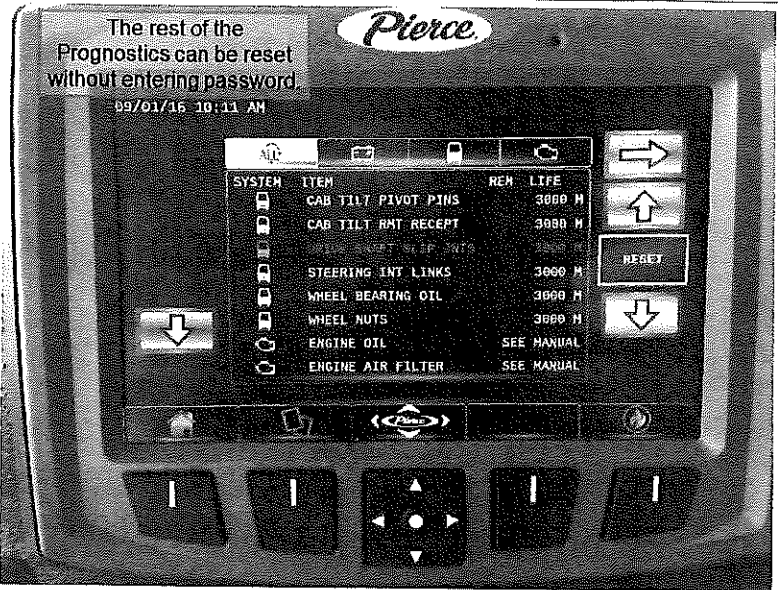 The rest of the
Prognostics can be reset
without entering password.
Pierce
09/01/16 10:11 AM
ALL
SYSTEM ITEM REM LIFE
CAB TILT PIVOT PINS 3000 M
CAB TILT RMT RECEPT 3000 M
STEERING INT LINKS 3000 M
WHEEL BEARING OIL 3000 M
WHEEL NUTS 3000 M
ENGINE OIL SEE MANUAL
ENGINE AIR FILTER SEE MANUAL
RESET
Pierce